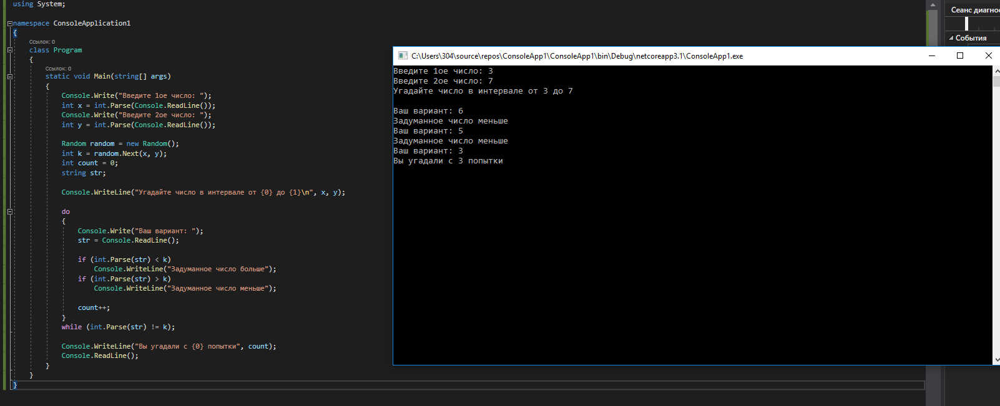 using System;
namespace ConsoleApplication1
{
Ссылок: 0
class Program
{
Ссылок: 0
static void Main(string[] args)
{
Console.Write("Введите 1ое число: ");
int x = int.Parse(Console.ReadLine());
Console.Write("Введите 2ое число: ");
int y = int.Parse(Console.ReadLine());
Random random = new Random();
int k = random.Next(x, y);
int count = 0;
string str;
Console.WriteLine("Угадайте число в интервале от {0} до {1}\n", x, y);
do
{
Console.Write("Ваш вариант: ");
str = Console.ReadLine();
if (int.Parse(str) < k)
Console.WriteLine("Задуманное число больше");
if (int.Parse(str) > k)
Console.WriteLine("Задуманное число меньше");
count++;
}
while (int.Parse(str) != k);
Console.WriteLine("Вы угадали с {0} попытки", count);
Console.ReadLine();
}
}
}
C:\Users\304\source\repos\ConsoleApp1\ConsoleApp1\bin\Debug\netcoreapp3.1\ConsoleApp1.exe
Введите 1ое число: 3
Введите 2ое число: 7
Угадайте число в интервале от 3 до 7
Ваш вариант: 6
Задуманное число меньше
Ваш вариант: 5
Задуманное число меньше
Ваш вариант: 3
Вы угадали с 3 попытки
Сеанс диагнос
События